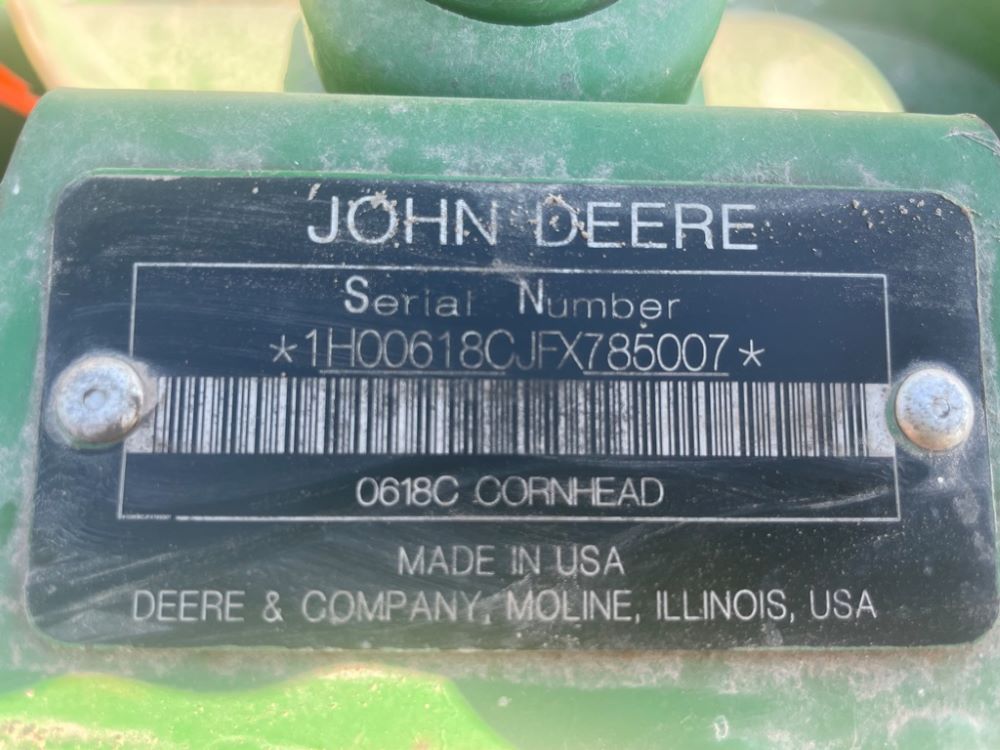 JOHN DEERE
Serial Number
*1H00618CJFX785007*
0618C CORNHEAD
MADE IN USA
DEERE & COMPANY, MOLINE, ILLINOIS, USA